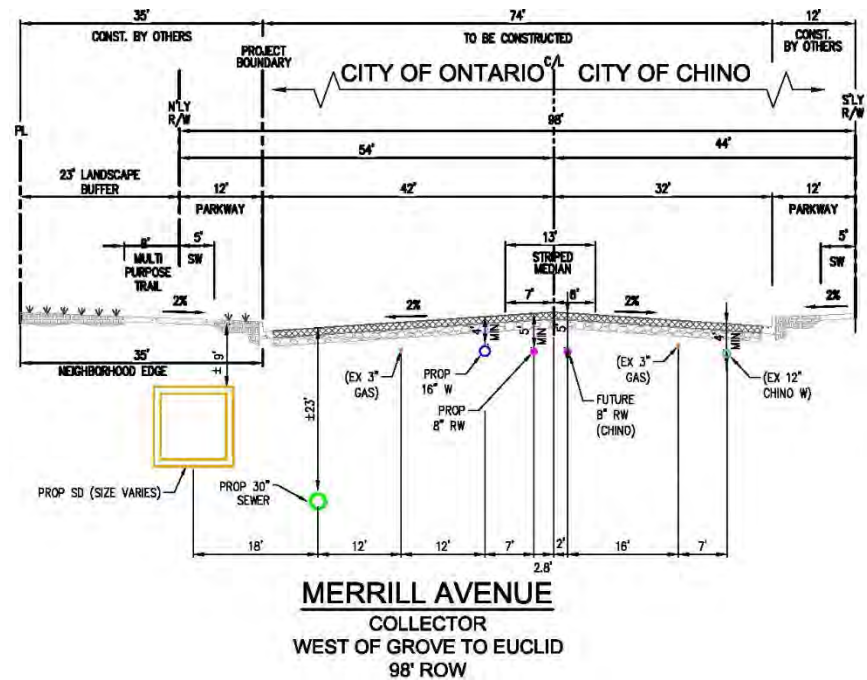 35'
74'
12'
CONST. BY OTHERS
TO BE CONSTRUCTED
CONST.
BY OTHERS
PROJECT
BOUNDARY
C/L
CITY OF ONTARIO
CITY OF CHINO
N'LY
R/W
S'LY
R/W
PL
98'
54'
44'
23' LANDSCAPE
BUFFER
12'
42'
32'
12'
PARKWAY
PARKWAY
8'
MULTI
PURPOSE
TRAIL
5'
SW
13'
STRIPED
MEDIAN
5'
SW
7'
6'
2%
2%
2%
2%
4'
MIN
5'
MIN
5'
4'
MIN
35'
NEIGHBORHOOD EDGE
± 9'
±23'
(EX 3"
GAS)
PROP
16" W
PROP
8" RW
FUTURE
8" RW
(CHINO)
(EX 3"
GAS)
(EX 12"
CHINO W)
PROP SD (SIZE VARIES)
PROP 30"
SEWER
18'
12'
12'
7'
2'
16'
7'
2.8'
MERRILL AVENUE
COLLECTOR
WEST OF GROVE TO EUCLID
98' ROW